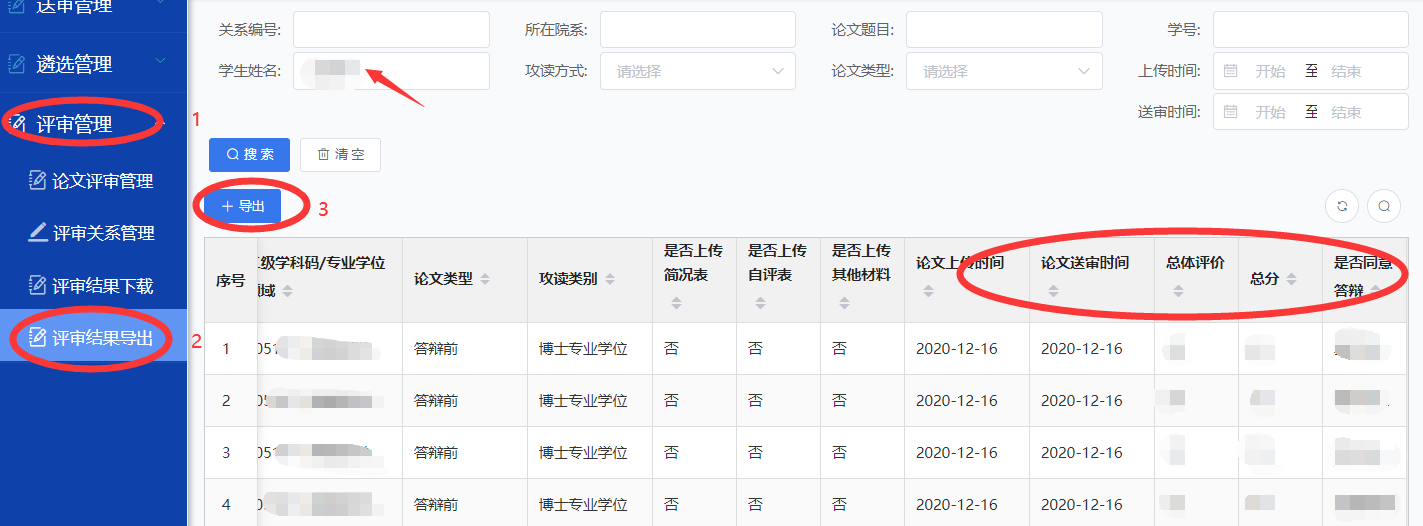 送审管理
遴选管理
评审管理
1
论文评审管理
评审关系管理
评审结果下载
评审结果导出
2
关系编号:
所在院系:
论文题目:
学号:
学生姓名:
攻读方式:
请选择
论文类型:
请选择
上传时间:
开始
至
结束
送审时间:
开始
至
结束
搜索
清空
导出
3
序号
级学科码/专业学位
领域
论文类型
攻读类别
是否上传
简况表
是否上传
自评表
是否上传
其他材料
论文上传时间
论文送审时间
总体评价
总分
是否同意
答辩
1
051
答辩前
博士专业学位
否
否
否
2020-12-16
2020-12-16
2
05
答辩前
博士专业学位
否
否
否
2020-12-16
2020-12-16
3
051
答辩前
博士专业学位
否
否
否
2020-12-16
2020-12-16
4
05
答辩前
博士专业学位
否
否
否
2020-12-16
2020-12-16